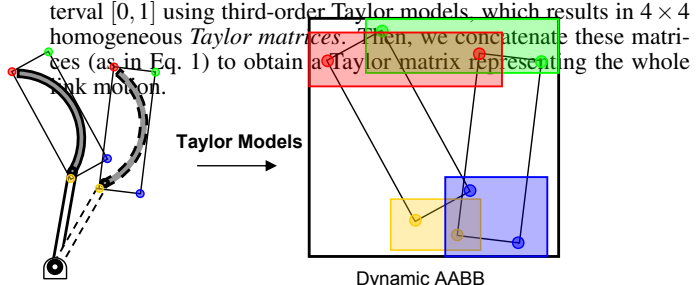 terval [0, 1] using third-order Taylor models, which results in 4 × 4
homogeneous Taylor matrices. Then, we concatenate these matri-
ces (as in Eq. 1) to obtain a Taylor matrix representing the whole
link motion.
Taylor Models
Dynamic AABB